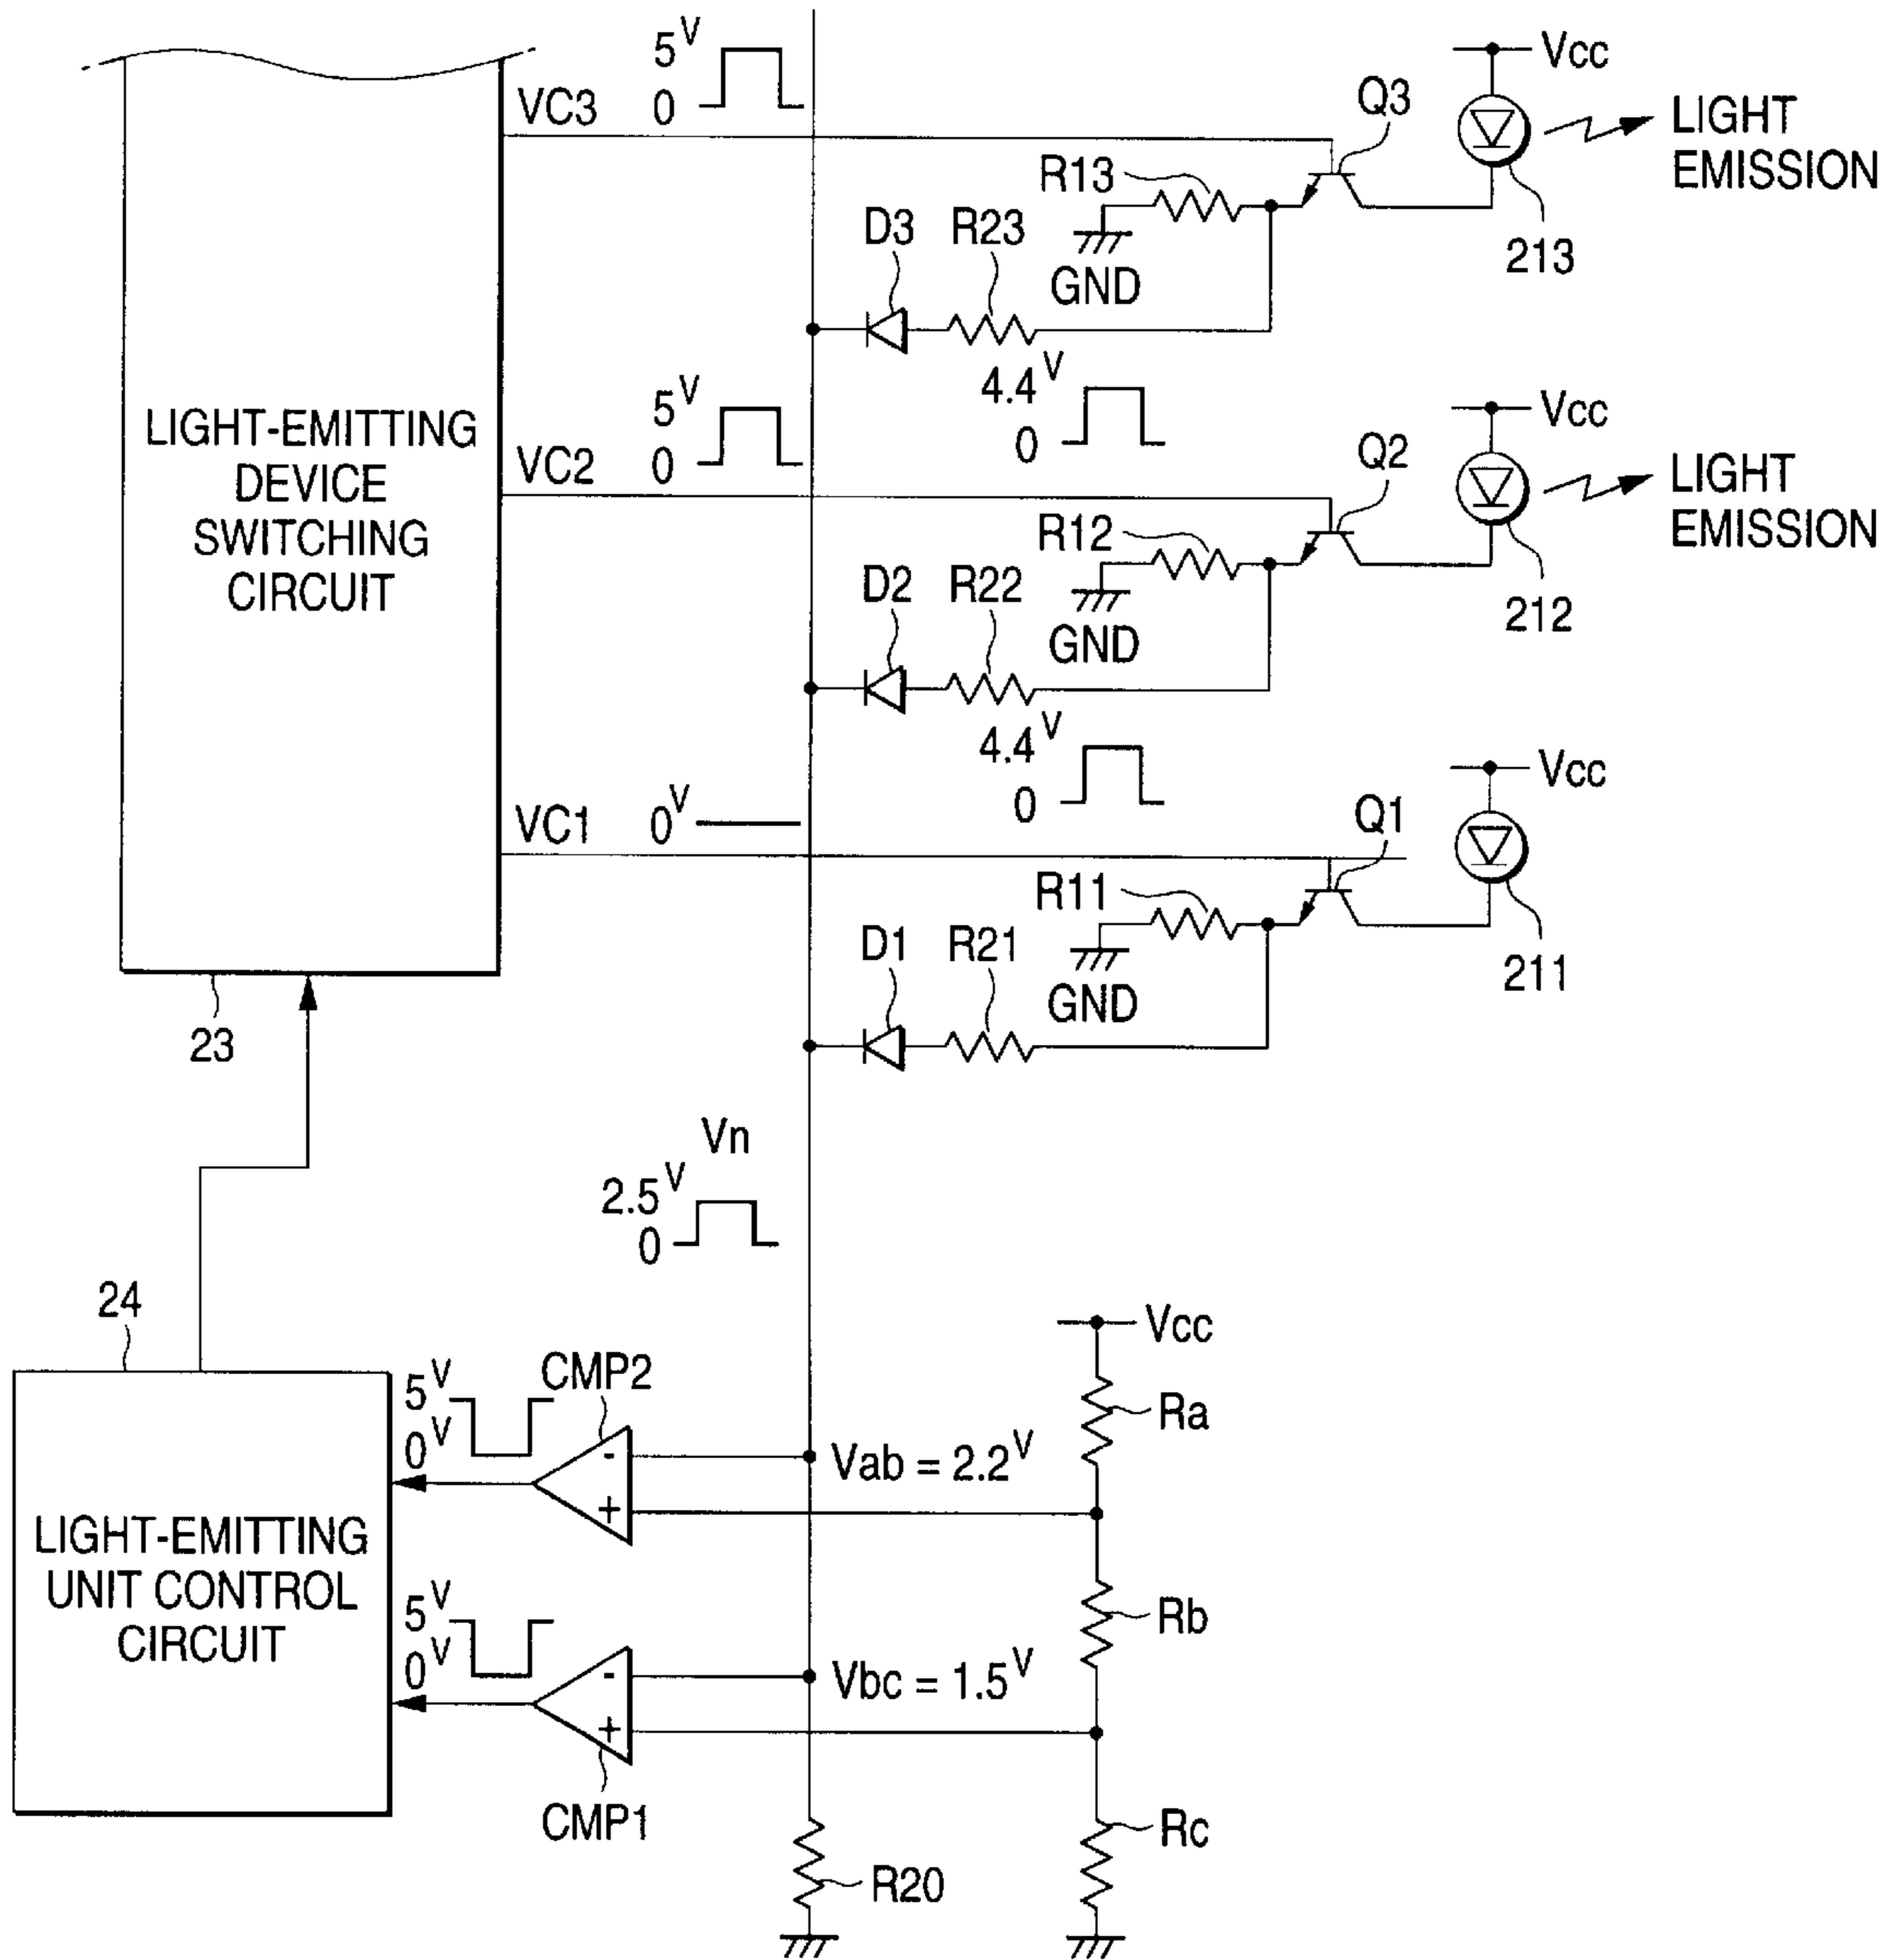 5V
0
VC3
Vcc
Q3
LIGHT
EMISSION
R13
213
D3
R23
GND
4.4V
0
5V
0
VC2
Vcc
Q2
LIGHT
EMISSION
LIGHT-EMITTING
DEVICE
SWITCHING
CIRCUIT
R12
212
D2
R22
GND
4.4V
0
VC1
0V
Vcc
Q1
R11
211
D1
R21
GND
23
Vn
2.5V
0
24
Vcc
5V
0V
CMP2
-
+
Vab = 2.2V
Ra
LIGHT-EMITTING
UNIT CONTROL
CIRCUIT
5V
0V
-
+
Vbc = 1.5V
Rb
CMP1
R20
Rc